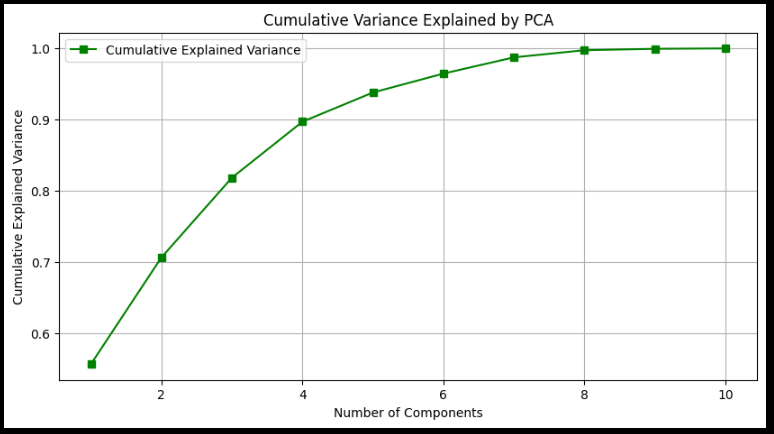 Cumulative Variance Explained by PCA
Cumulative Explained Variance
1.0
0.9
0.8
0.7
0.6
Cumulative Explained Variance
2 4 6 8 10
Number of Components